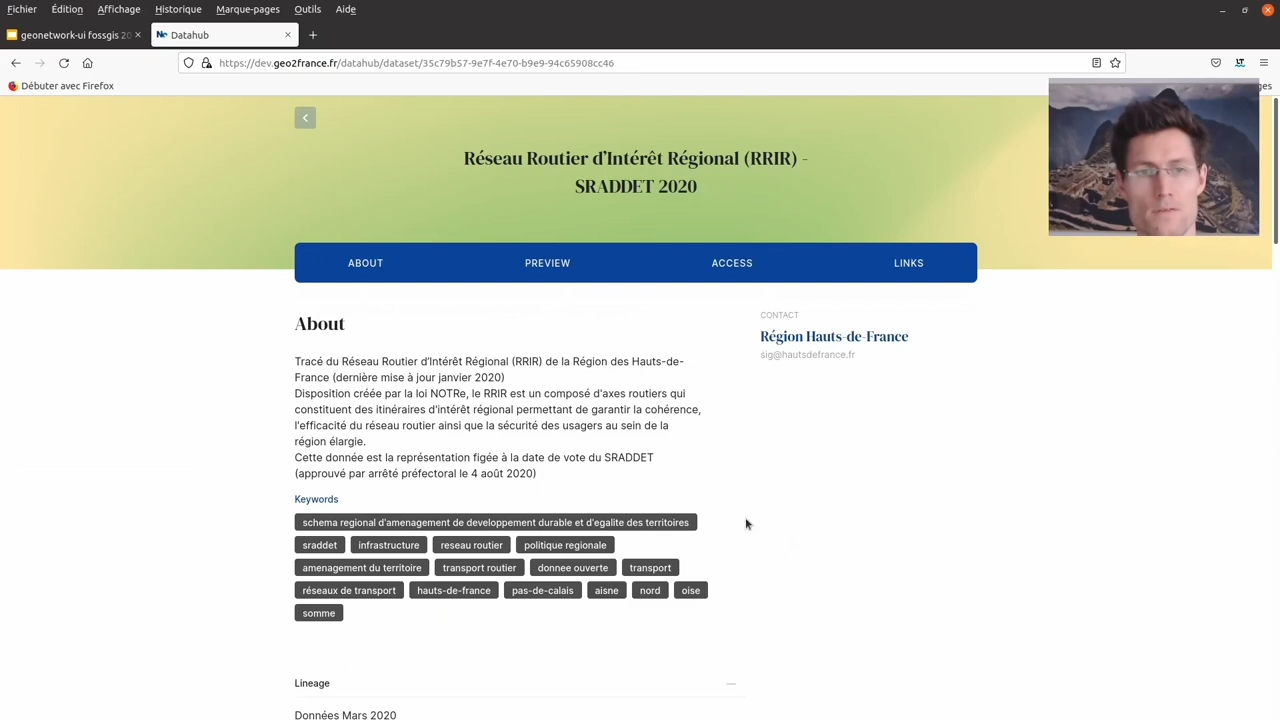 Fichier Édition Affichage Historique Marque-pages Outils Aide
geonetwork-ui fossgis 20
Datahub
https://dev.geo2france.fr/datahub/dataset/35c79b57-9e7f-4e70-b9e9-94c65908cc46
Débuter avec Firefox
ges
Réseau Routier d’Intérêt Régional (RRIR) -
SRADDET 2020
ABOUT PREVIEW ACCESS LINKS
About
CONTACT
Région Hauts-de-France
sig@hautsdefrance.fr
Tracé du Réseau Routier d’Intérêt Régional (RRIR) de la Région des Hauts-de-
France (dernière mise à jour janvier 2020)
Disposition créée par la loi NOTRe, le RRIR est un composé d'axes routiers qui
constituent des itinéraires d'intérêt régional permettant de garantir la cohérence,
l'efficacité du réseau routier ainsi que la sécurité des usagers au sein de la
région élargie.
Cette donnée est la représentation figée à la date de vote du SRADDET
(approuvé par arrêté préfectoral le 4 août 2020)
Keywords
schema regional d'amenagement de developpement durable et d'egalite des territoires
sraddet infrastructure reseau routier politique regionale
amenagement du territoire transport routier donnee ouverte transport
réseaux de transport hauts-de-france pas-de-calais aisne nord oise
somme
Lineage
Données Mars 2020